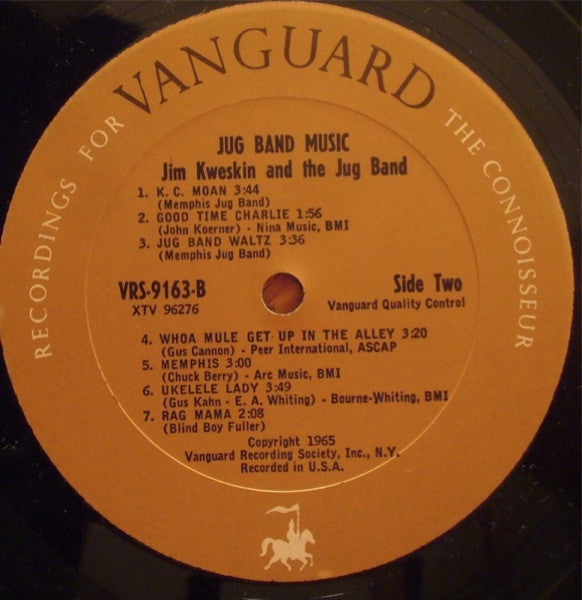 RECORDINGS FOR VANGUARD THE CONNOISSEUR
JUG BAND MUSIC
Jim Kweskin and the Jug Band
1. K. C. MOAN 3:44
(Memphis Jug Band)
2. GOOD TIME CHARLIE 1:56
(John Koerner) - Nina Music, BMI
3. JUG BAND WALTZ 3:36
(Memphis Jug Band)
VRS-9163-B
XTV 96276
Side Two
Vanguard Quality Control
4. WHOA MULE GET UP IN THE ALLEY 3:20
(Gus Cannon) - Peer International, ASCAP
5. MEMPHIS 3:00
(Chuck Berry) - Arc Music, BMI
6. UKELELE LADY 3:49
(Gus Kahn - E. A. Whiting) - Bourne-Whiting, BMI
7. RAG MAMA 2:08
(Blind Boy Fuller)
Copyright 1965
Vanguard Recording Society, Inc., N.Y.
Recorded in U.S.A.